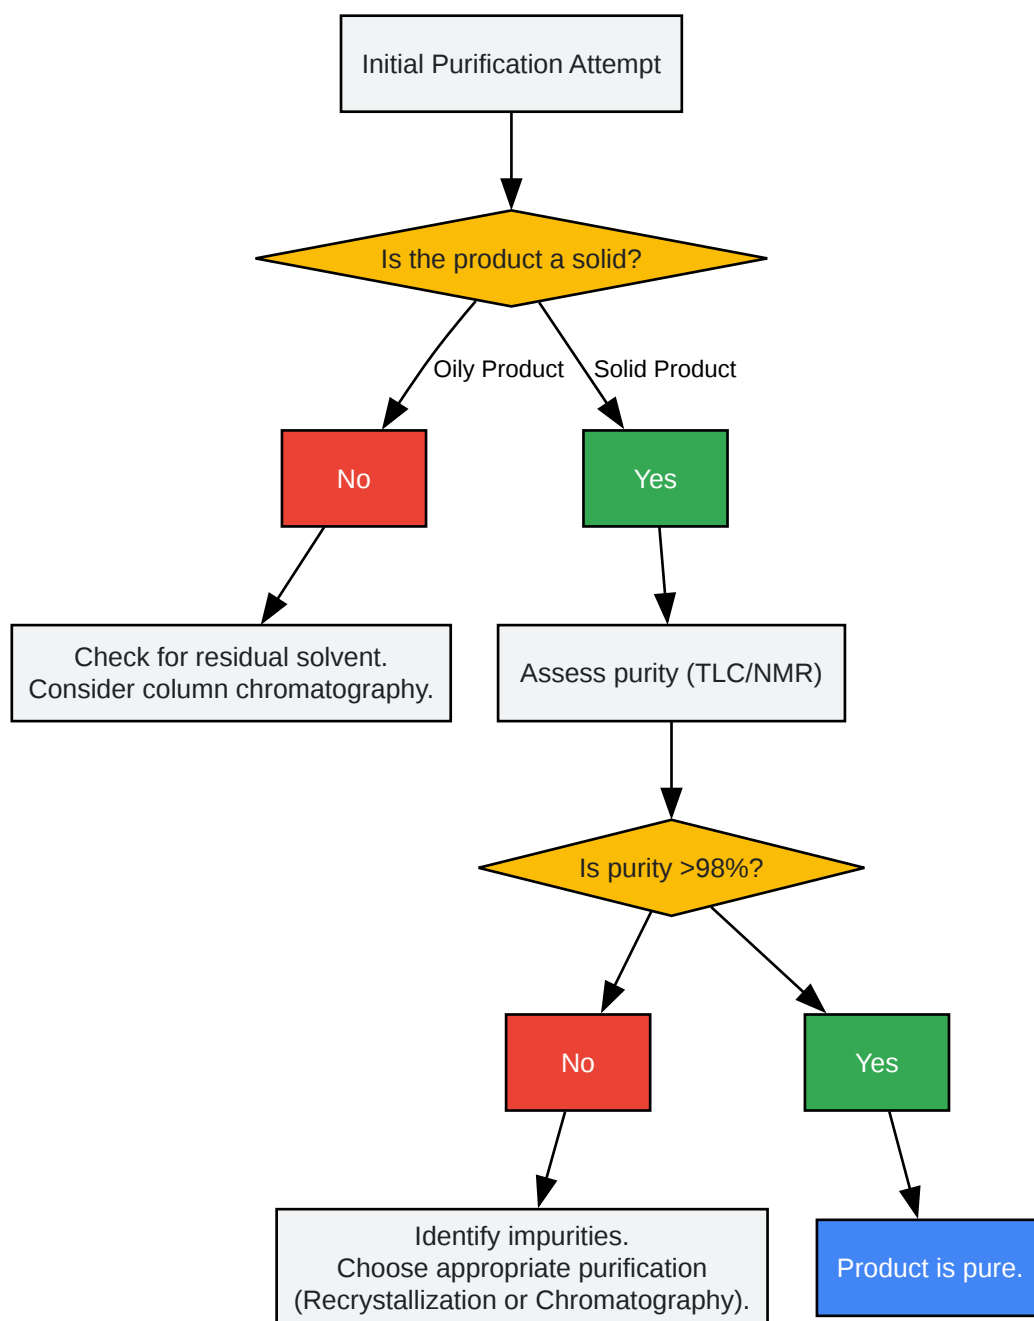 Initial Purification Attempt
Is the product a solid?
Oily Product
Solid Product
No
Yes
Check for residual solvent.
Consider column chromatography.
Assess purity (TLC/NMR)
Is purity >98%?
No
Yes
Identify impurities.
Choose appropriate purification
(Recrystallization or Chromatography).
Product is pure.